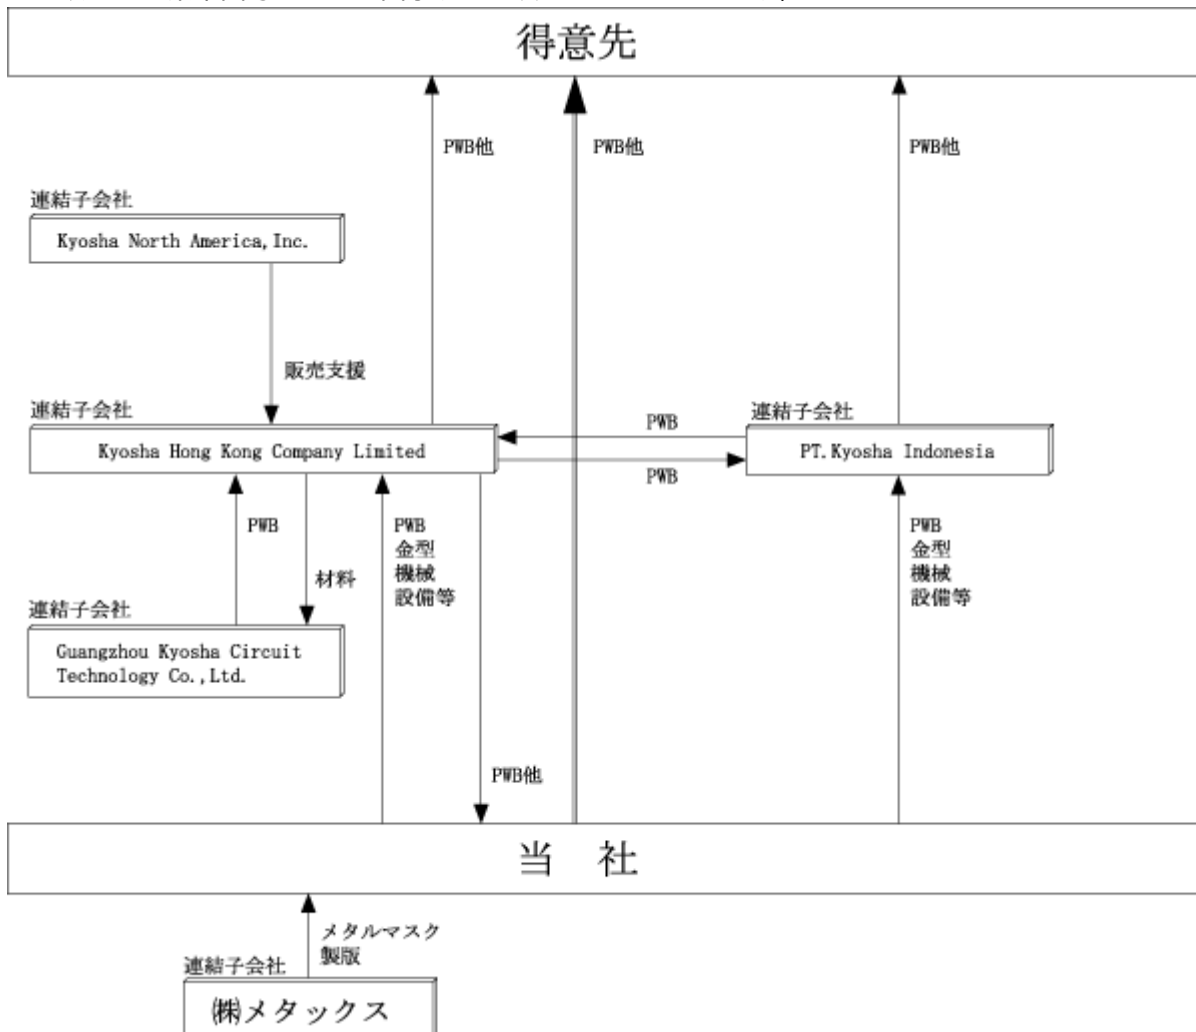 得意先
PWB他
PWB他
PWB他
連結子会社
Kyosha North America,Inc.
販売支援
連結子会社
Kyosha Hong Kong Company Limited
PWB
PWB
連結子会社
PT.Kyosha Indonesia
PWB
材料
PWB
金型
機械
設備等
PWB
金型
機械
設備等
連結子会社
Guangzhou Kyosha Circuit
Technology Co.,Ltd.
PWB他
当 社
メタルマスク
製版
連結子会社
㈱メタックス